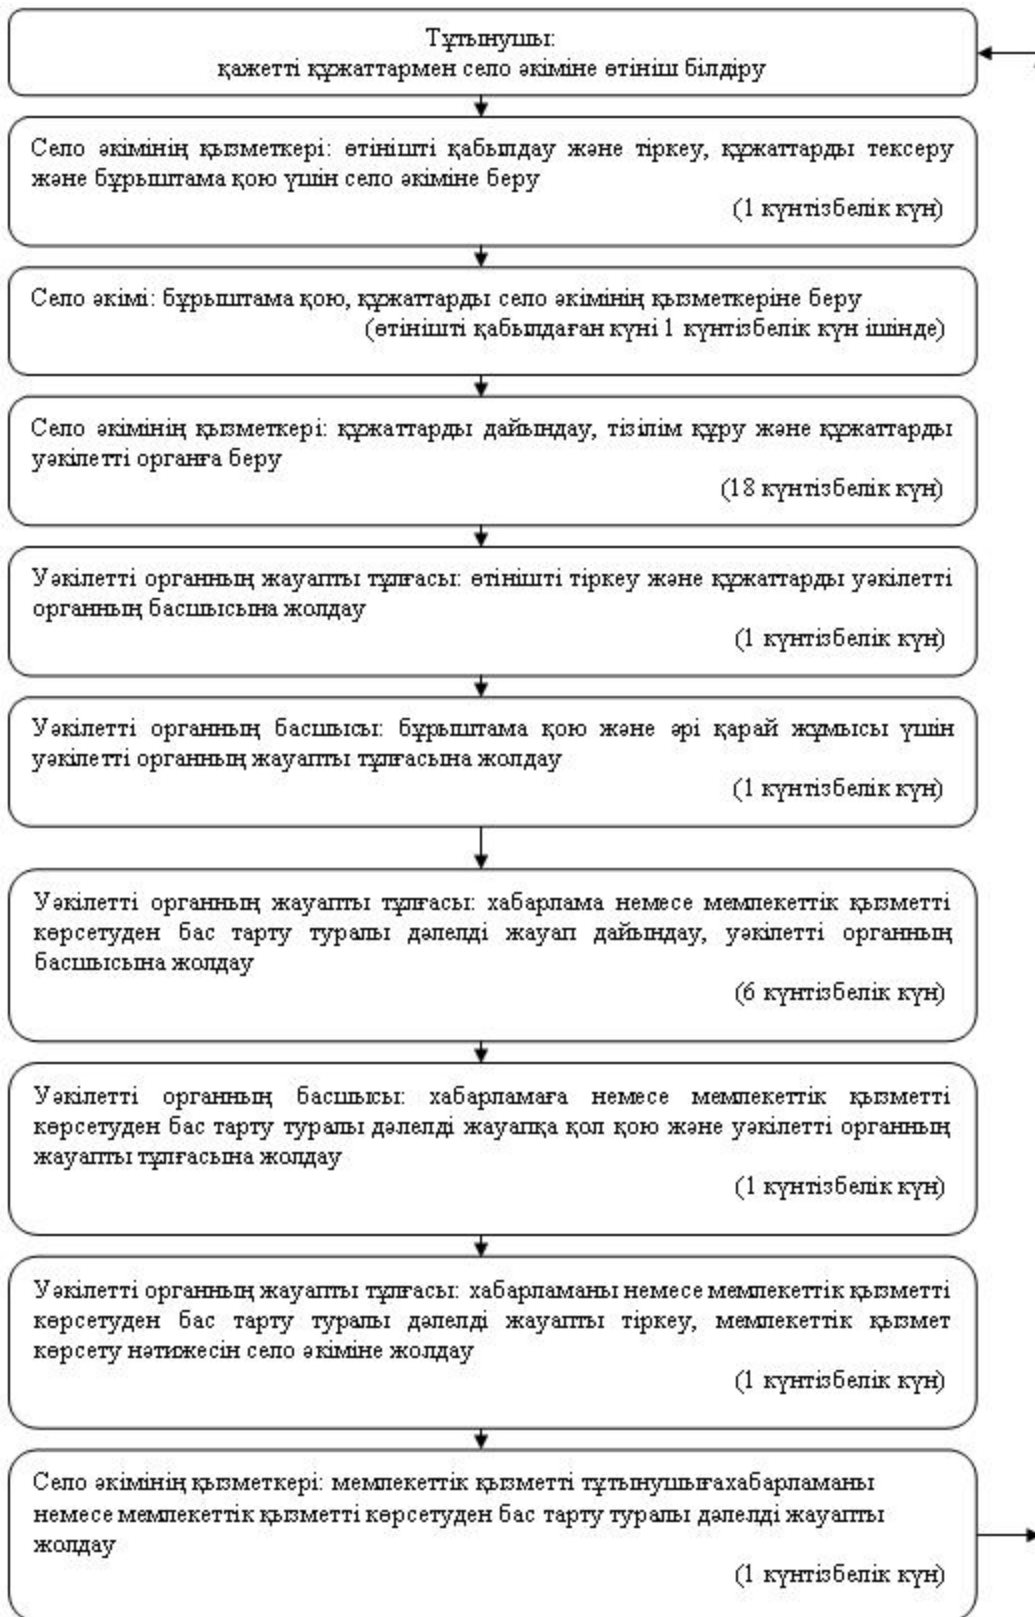 Тұтынушы:
қажетті құжаттармен село әкіміне өтініш білдіру
Село әкімінің қызметкері: өтінішті қабылдау және тіркеу, құжаттарды тексеру
және бұрыштама қою үшін село әкіміне беру
(1 күнтізбелік күн)
Село әкімі: бұрыштама қою, құжаттарды село әкімінің қызметкеріне беру
(өтінішті қабылдаған күні 1 күнтізбелік күн ішінде)
Село әкімінің қызметкері: құжаттарды дайындау, тізілім құру және құжаттарды
уәкілетті органға беру
(18 күнтізбелік күн)
Уәкілетті органның жауапты тұлғасы: өтінішті тіркеу және құжаттарды уәкілетті
органның басшысына жолдау
(1 күнтізбелік күн)
Уәкілетті органның басшысы: бұрыштама қою және әрі қарай жұмысы үшін
уәкілетті органның жауапты тұлғасына жолдау
(1 күнтізбелік күн)
Уәкілетті органның жауапты тұлғасы: хабарлама немесе мемлекеттік қызметті
көрсетуден бас тарту туралы дәлелді жауап дайындау, уәкілетті органның
басшысына жолдау
(6 күнтізбелік күн)
Уәкілетті органның басшысы: хабарламаға немесе мемлекеттік қызметті
көрсетуден бас тарту туралы дәлелді жауапқа қол қою және уәкілетті органның
жауапты тұлғасына жолдау
(1 күнтізбелік күн)
Уәкілетті органның жауапты тұлғасы: хабарламаны немесе мемлекеттік қызметті
көрсетуден бас тарту туралы дәлелді жауапты тіркеу, мемлекеттік қызмет
көрсету нәтижесін село әкіміне жолдау
(1 күнтізбелік күн)
Село әкімінің қызметкері: мемлекеттік қызметті тұтынушығахабарламаны
немесе мемлекеттік қызметті көрсетуден бас тарту туралы дәлелді жауапты
жолдау
(1 күнтізбелік күн)